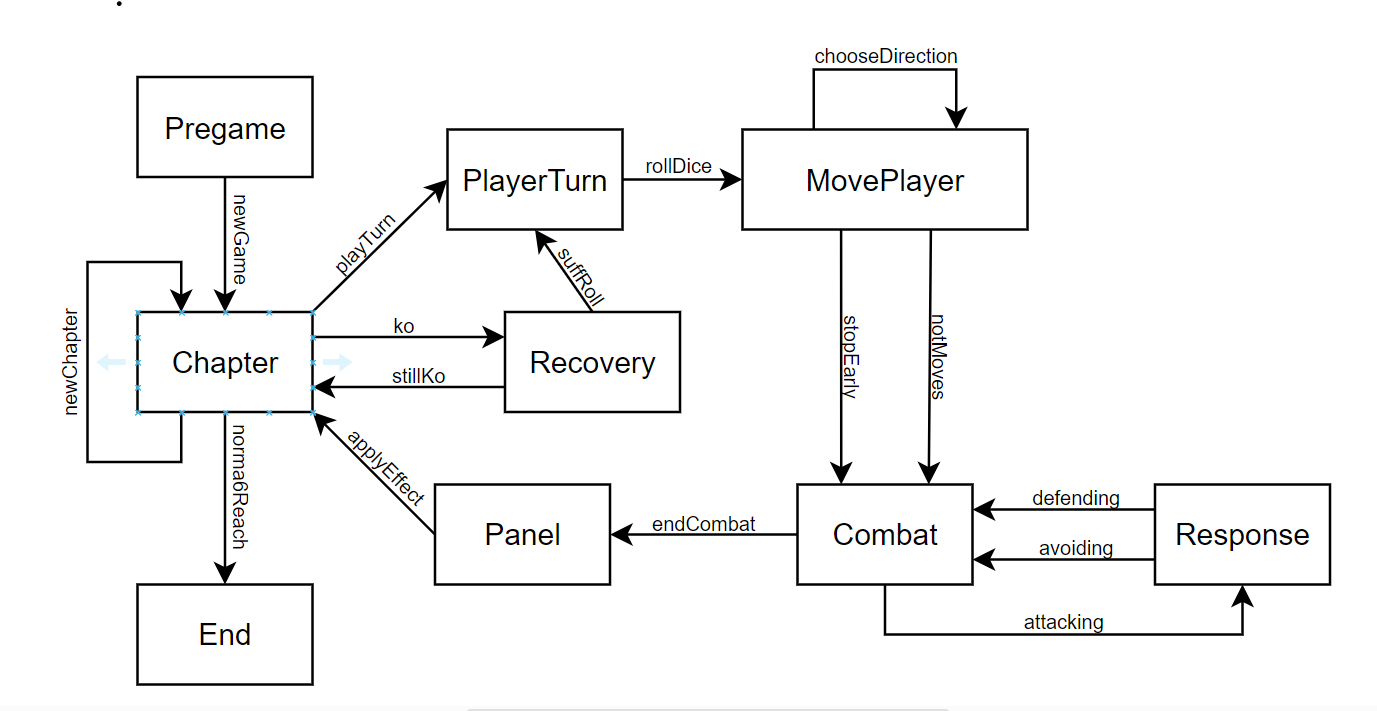 chooseDirection
Pregame
PlayerTurn
rollDice
MovePlayer
newGame
playTurn
suffRoll
newChapter
Chapter
ko
stillKo
Recovery
stopEarly
notMoves
norma6Reach
applyEffect
Panel
endCombat
Combat
defending
avoiding
Response
attacking
End